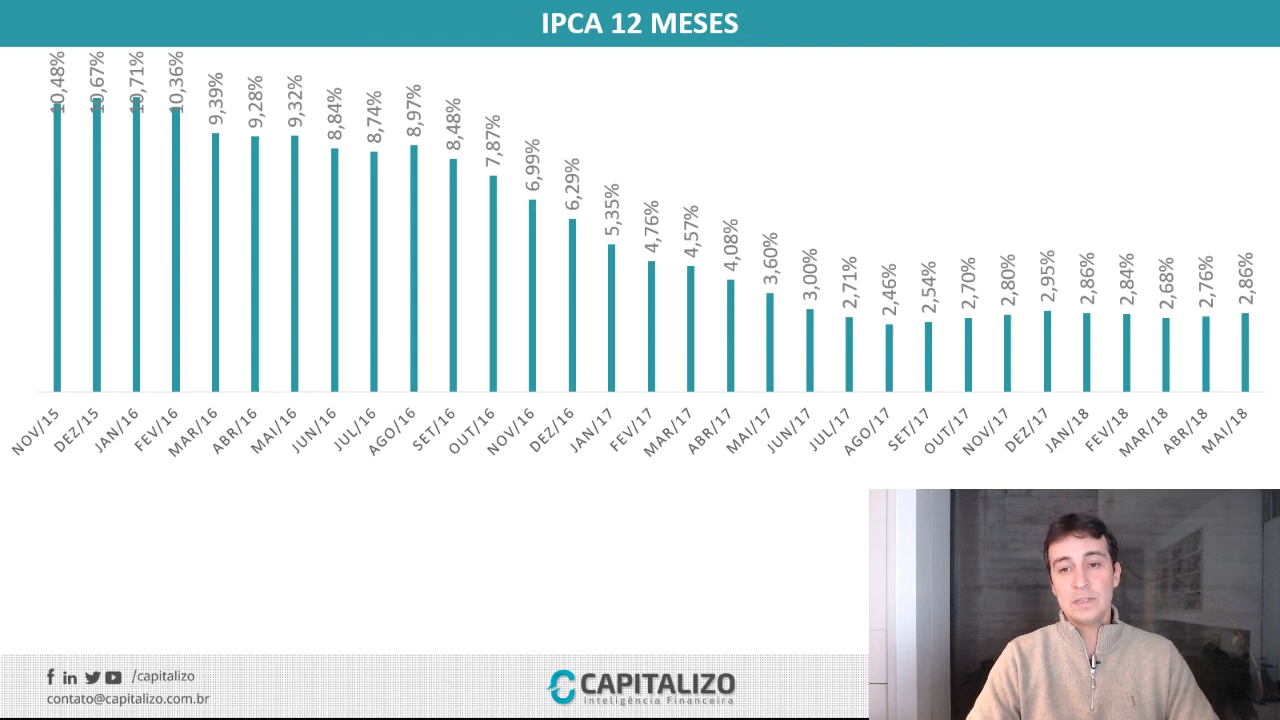 IPCA 12 MESES
10,48% 10,67% 10,71% 10,36% 9,39% 9,28% 9,32% 8,84% 8,74% 8,97% 8,48% 7,87% 6,99% 6,29% 5,35% 4,76% 4,57% 4,08% 3,60% 3,00% 2,71% 2,46% 2,54% 2,70% 2,80% 2,95% 2,86% 2,84% 2,68% 2,76% 2,86%
NOV/15 DEZ/15 JAN/16 FEV/16 MAR/16 ABR/16 MAI/16 JUN/16 JUL/16 AGO/16 SET/16 OUT/16 NOV/16 DEZ/16 JAN/17 FEV/17 MAR/17 ABR/17 MAI/17 JUN/17 JUL/17 AGO/17 SET/17 OUT/17 NOV/17 DEZ/17 JAN/18 FEV/18 MAR/18 ABR/18 MAI/18
/capitalizo
contato@capitalizo.com.br
CAPITALIZO
Inteligência Financeira